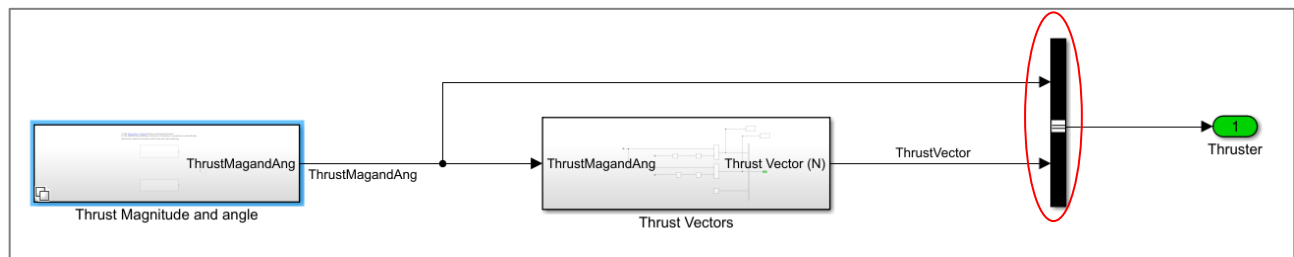 ThrustMagandAng
ThrustMagandAng
Thrust Magnitude and angle
ThrustMagandAng
Thrust Vector (N)
Thrust Vectors
ThrustVector
1
Thruster